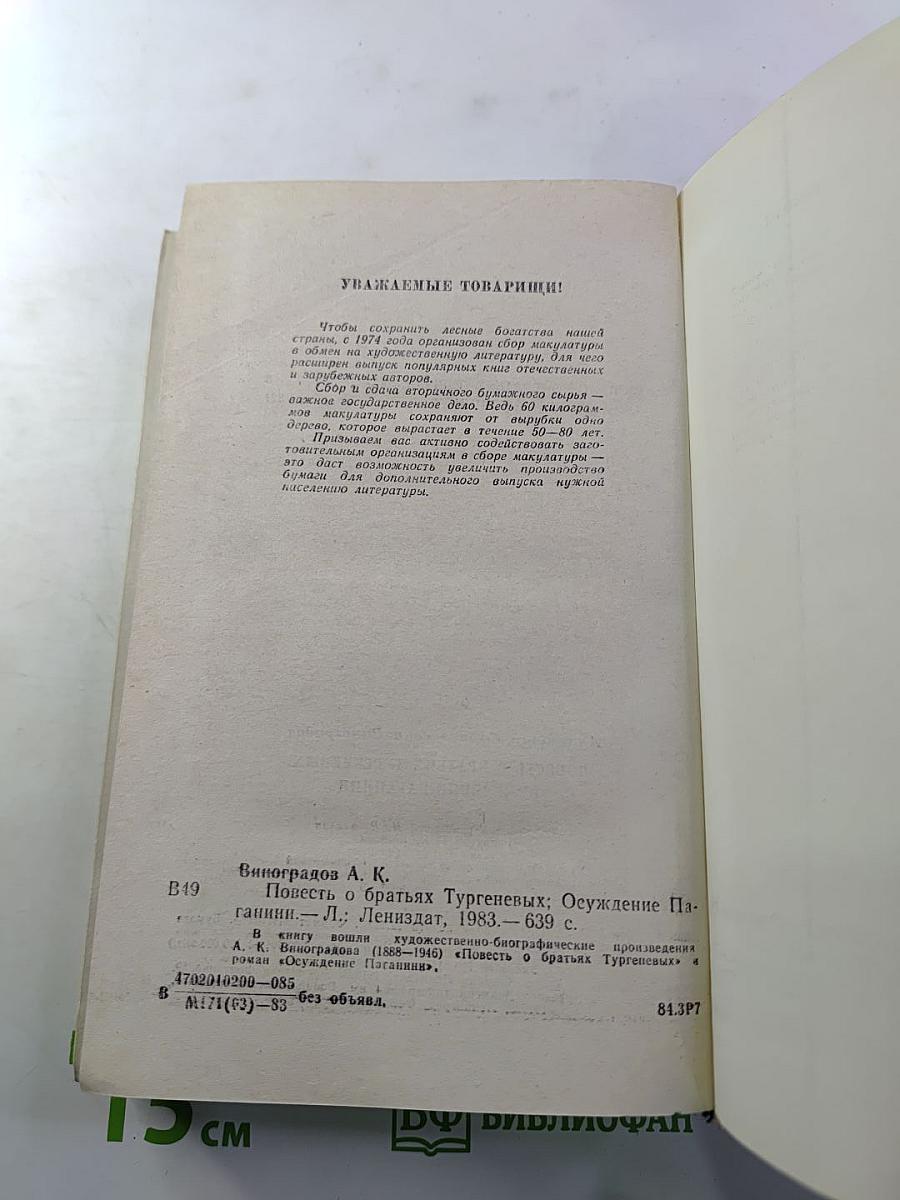 УВАЖАЕМЫЕ ТОВАРИЩИ!
Чтобы сохранить лесные богатства нашей
страны, с 1974 года организован сбор макулатуры
в обмен на художественную литературу, для чего
расширен выпуск популярных книг отечественных
и зарубежных авторов.
Сбор и сдача вторичного бумажного сырья —
важное государственное дело. Ведь 60 килограм-
мов макулатуры сохраняют от вырубки одно
дерево, которое вырастает в течение 50—80 лет.
Призываем вас активно содействовать заго-
товительным организациям в сборе макулатуры —
это даст возможность увеличить производство
бумаги для дополнительного выпуска нужной
населению литературы.
Виноградов А. К.
В49 Повесть о братьях Тургеневых; Осуждение Па-
ганини.— Л.: Лениздат, 1983.— 639 с.
В книгу вошли художественно-биографические произведения
А. К. Виноградова (1888—1946) «Повесть о братьях Тургеневых» и
роман «Осуждение Паганини».
4702010200—085
В без объявл.
М171(03)—83
84.3Р7
15 см
БФ БИБЛИОФАН